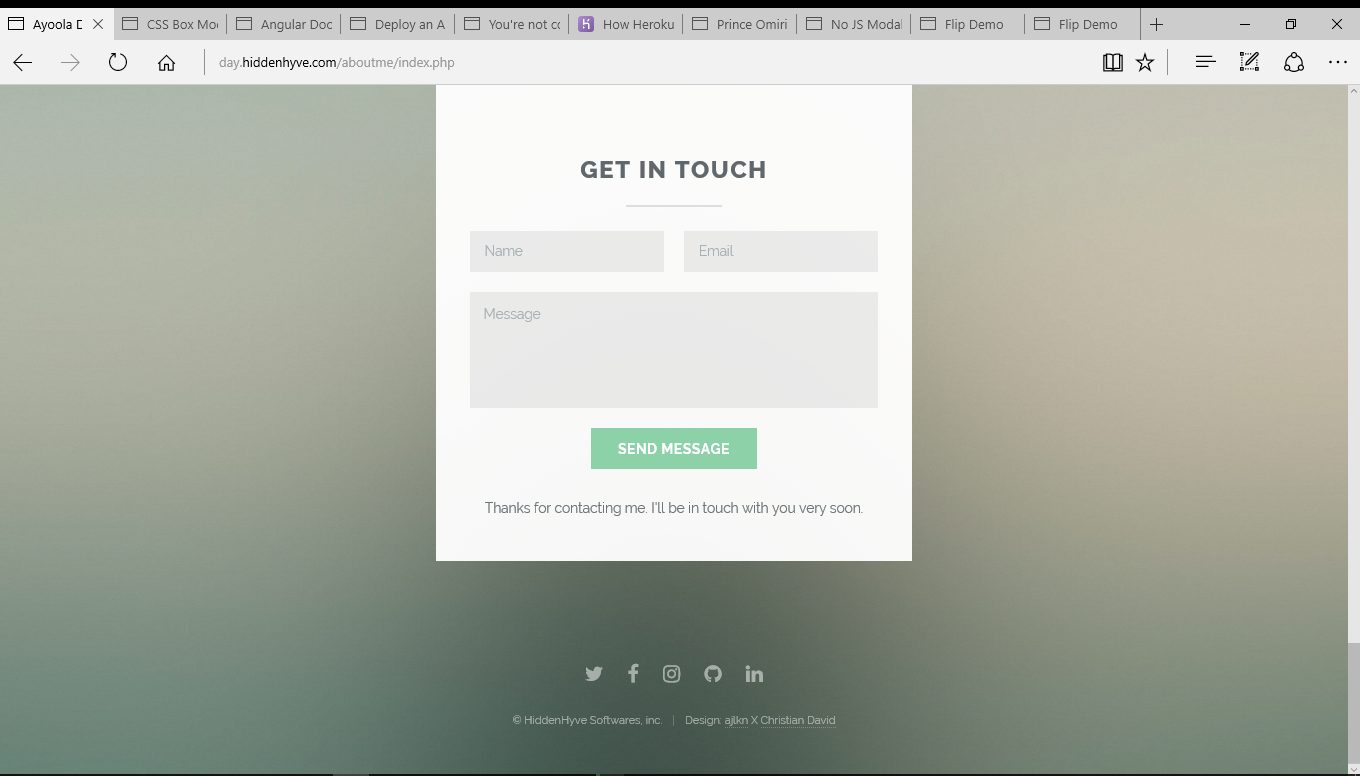 Ayoola D
CSS Box Mo
Angular Doc
Deploy an A
You're not co
How Heroku
Prince Omiri
No JS Modal
Flip Demo
Flip Demo
day.hiddenhyve.com/aboutme/index.php
GET IN TOUCH
Name
Email
Message
SEND MESSAGE
Thanks for contacting me. I'll be in touch with you very soon.
© HiddenHyve Softwares, inc. | Design: ajlkn X Christian David